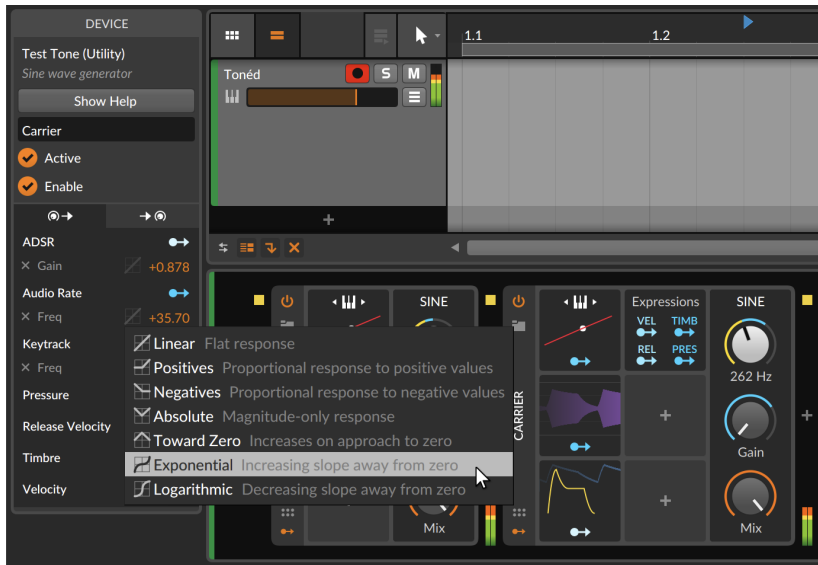 DEVICE
Test Tone (Utility)
Sine wave generator
Show Help
Carrier
Active
Enable
ADSR
Gain +0.878
Audio Rate
Freq +35.70
Keytrack
Freq
Pressure
Release Velocity
Timbre
Velocity
1.1 1.2
Tonéd S M
SINE
Expressions SINE
VEL TIMB
REL PRES
262 Hz
CARRIER
Gain
Mix
Mix
Linear Flat response
Positives Proportional response to positive values
Negatives Proportional response to negative values
Absolute Magnitude-only response
Toward Zero Increases on approach to zero
Exponential Increasing slope away from zero
Logarithmic Decreasing slope away from zero